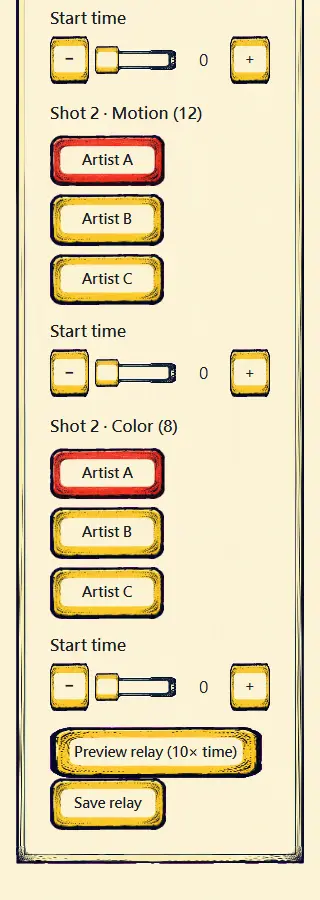 Start time
− 0 +
Shot 2 · Motion (12)
Artist A
Artist B
Artist C
Start time
− 0 +
Shot 2 · Color (8)
Artist A
Artist B
Artist C
Start time
− 0 +
Preview relay (10× time)
Save relay